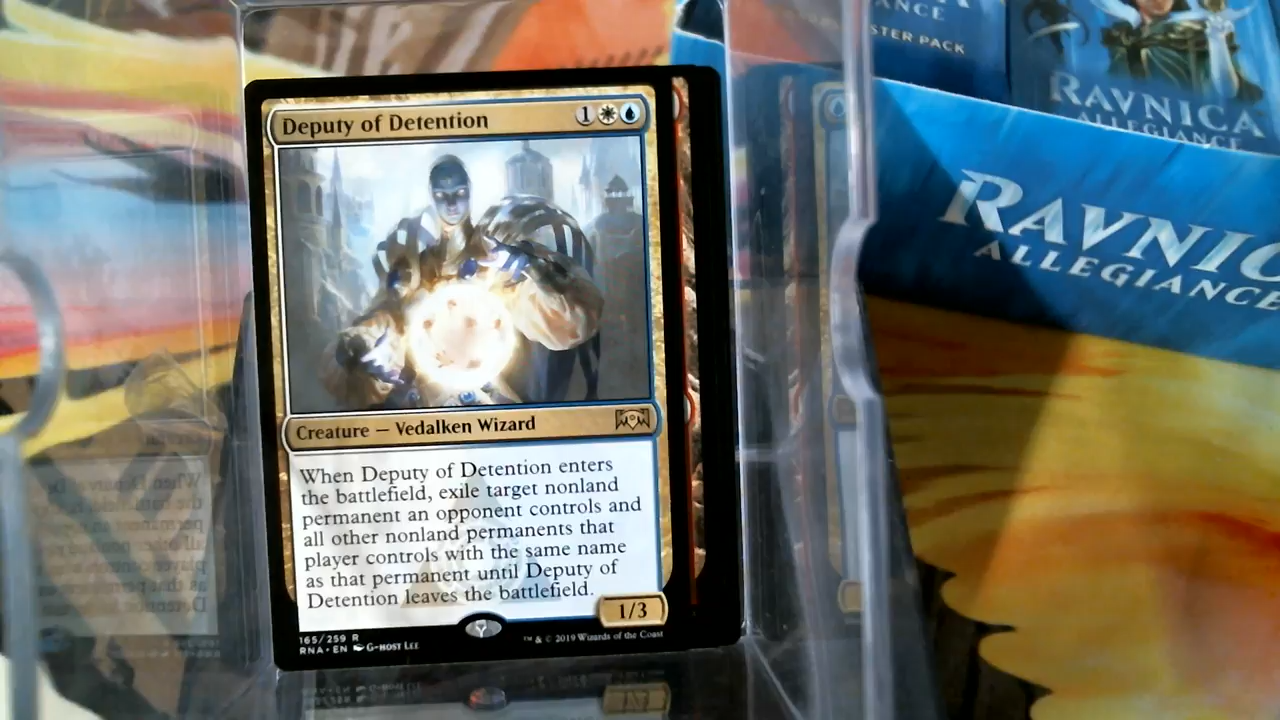 Deputy of Detention 1
Creature — Vedalken Wizard
When Deputy of Detention enters
the battlefield, exile target nonland
permanent an opponent controls and
all other nonland permanents that
player controls with the same name
as that permanent until Deputy of
Detention leaves the battlefield.
1/3
165/259 R
RNA • EN G-HOST LEE
™ & © 2019 Wizards of the Coast
ANCE
STER PACK
RAVNICA
ALLEGIANCE
RAVNIC
ALLEGIANCE